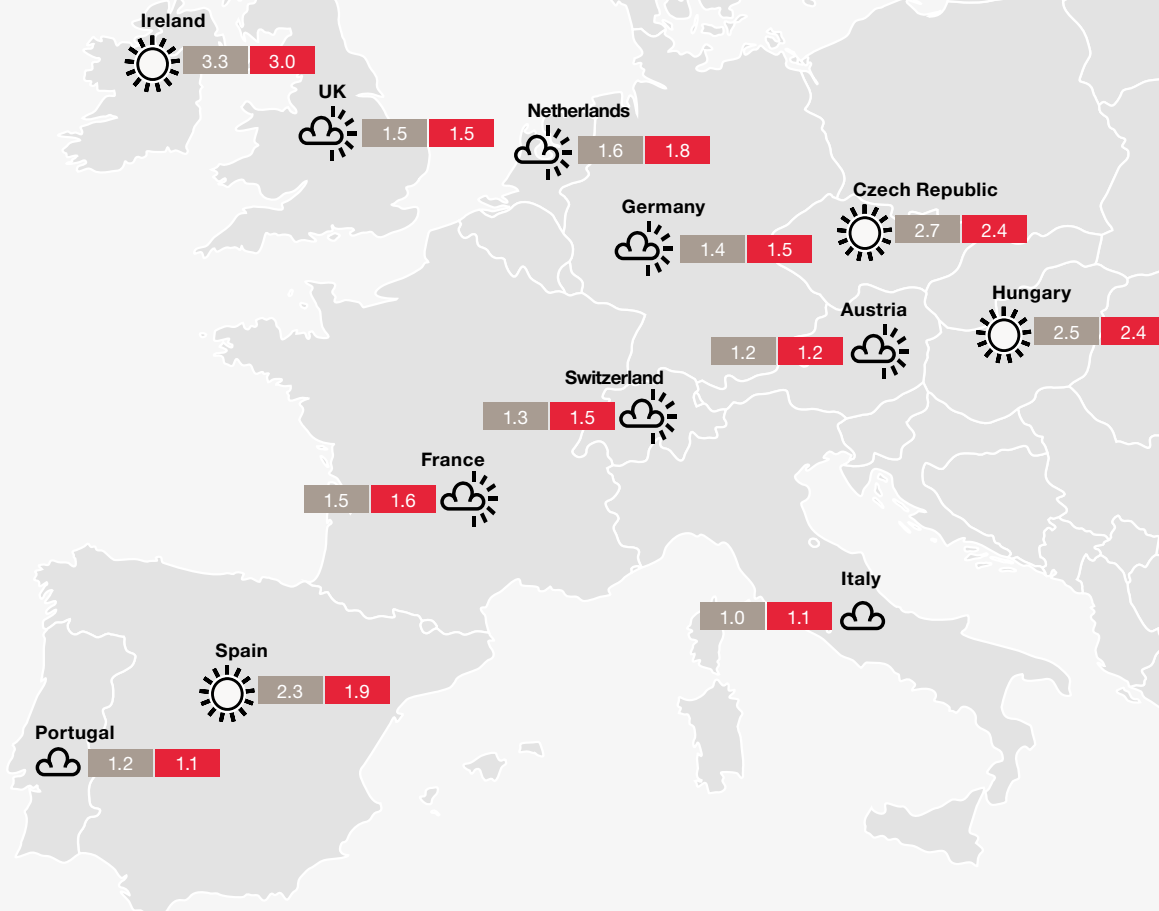 Ireland
3.3 3.0
UK
1.5 1.5
Netherlands
1.6 1.8
Czech Republic
2.7 2.4
Germany
1.4 1.5
Hungary
2.5 2.4
Austria
1.2 1.2
Switzerland
1.3 1.5
France
1.5 1.6
Italy
1.0 1.1
Spain
2.3 1.9
Portugal
1.2 1.1